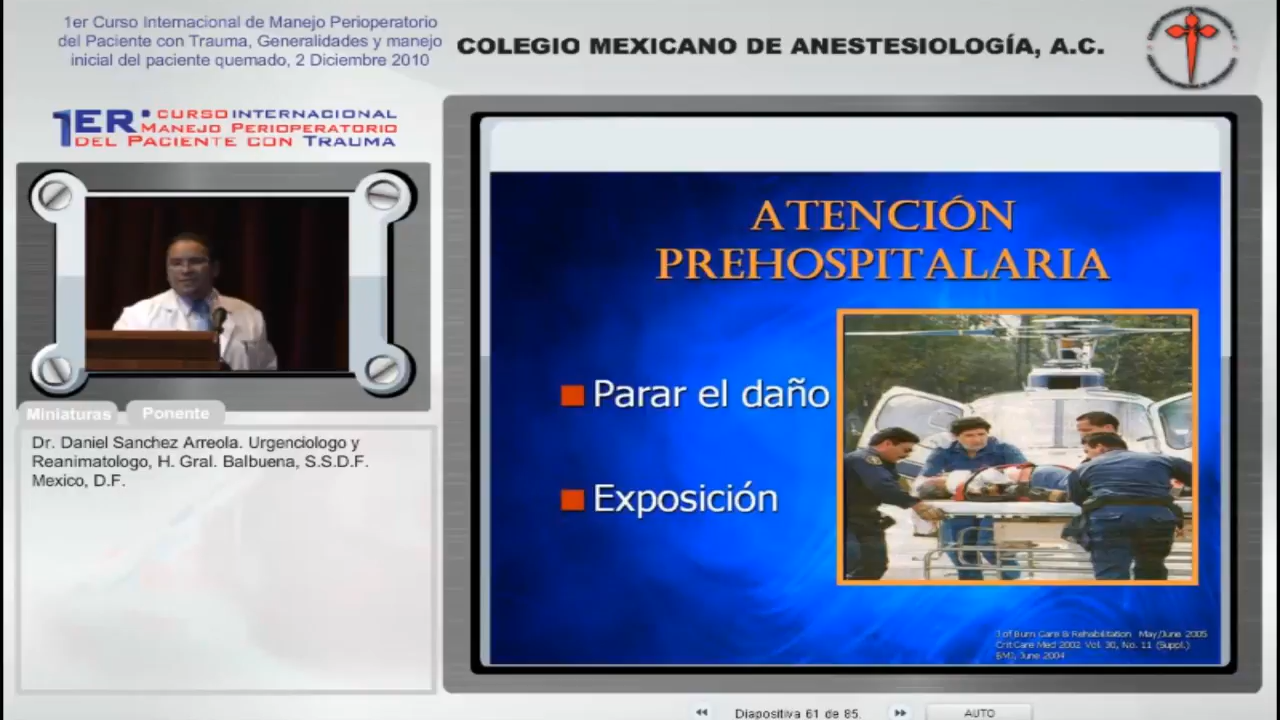 1er Curso Internacional de Manejo Perioperatorio
del Paciente con Trauma, Generalidades y manejo
inicial del paciente quemado, 2 Diciembre 2010
COLEGIO MEXICANO DE ANESTESIOLOGÍA, A.C.
1ER. CURSO INTERNACIONAL
MANEJO PERIOPERATORIO
DEL PACIENTE CON TRAUMA
Miniaturas Ponente
Dr. Daniel Sanchez Arreola. Urgenciologo y
Reanimatologo, H. Gral. Balbuena, S.S.D.F.
Mexico, D.F.
ATENCIÓN
PREHOSPITALARIA
Parar el daño
Exposición
J of Burn Care & Rehabilitation May/June 2005
Crit Care Med 2002 Vol. 30, No. 11 (Suppl.)
BMJ, June 2004
Diapositiva 61 de 85.
AUTO